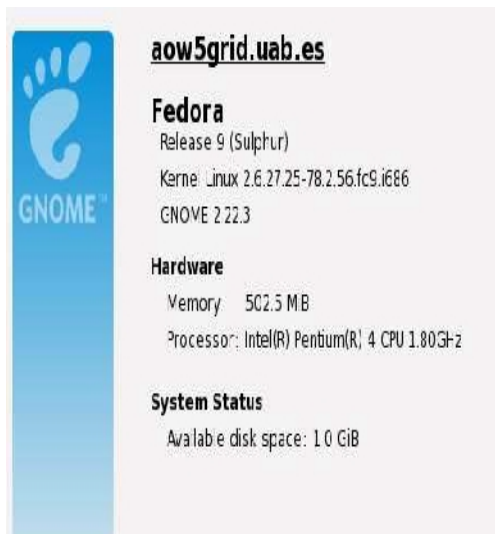 GNOME™
aow5grid.uab.es
Fedora
Release 9 (Sulphur)
Kernel Linux 2.6.27.25-78.2.56.fc9.i686
GNOME 2.22.3
Hardware
Memory 502.5 MiB
Processor: Intel(R) Pentium(R) 4 CPU 1.80GHz
System Status
Available disk space: 1.0 GiB